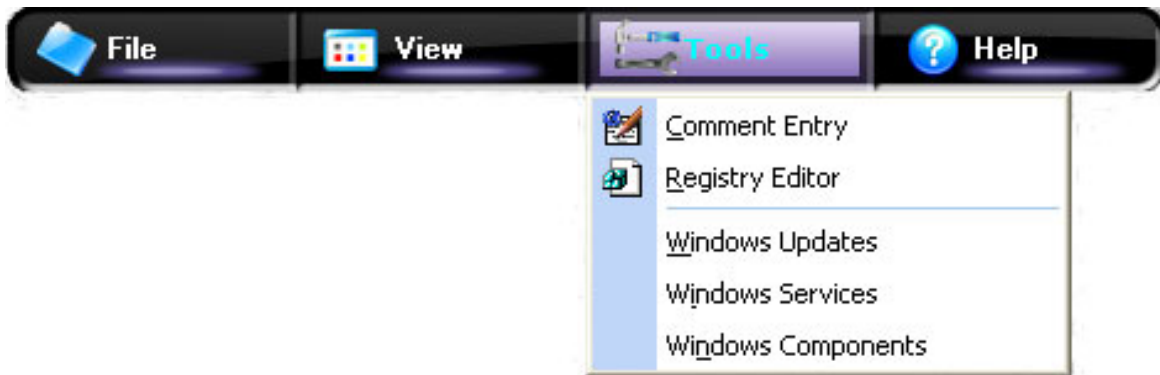 File View Tools Help
Comment Entry
Registry Editor
Windows Updates
Windows Services
Windows Components